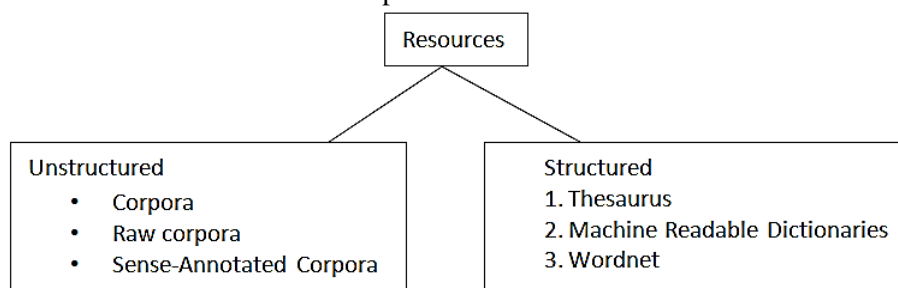 Resources
Unstructured
• Corpora
• Raw corpora
• Sense-Annotated Corpora
Structured
1. Thesaurus
2. Machine Readable Dictionaries
3. Wordnet